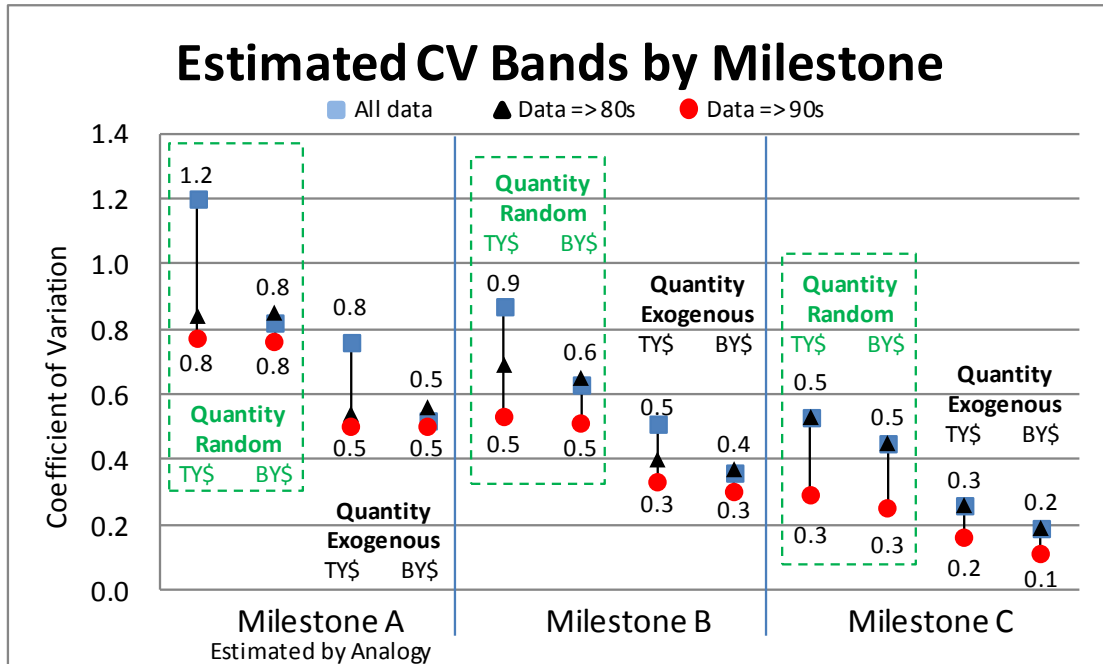 Estimated CV Bands by Milestone
All data
Data =>80s
Data =>90s
Coefficient of Variation
1.4
1.2
1.0
0.8
0.6
0.4
0.2
0.0
1.2
0.8
0.8
0.8
Quantity
Random
TY$ BY$
0.8
0.5
0.5
0.5
Quantity
Exogenous
TY$ BY$
Quantity
Random
TY$ BY$
0.9
0.6
0.5
0.5
Quantity
Exogenous
TY$ BY$
0.5
0.4
0.3
0.3
Quantity
Random
TY$ BY$
0.5
0.5
0.3
0.3
Quantity
Exogenous
TY$ BY$
0.3
0.2
0.2
0.1
Milestone A
Estimated by Analogy
Milestone B
Milestone C